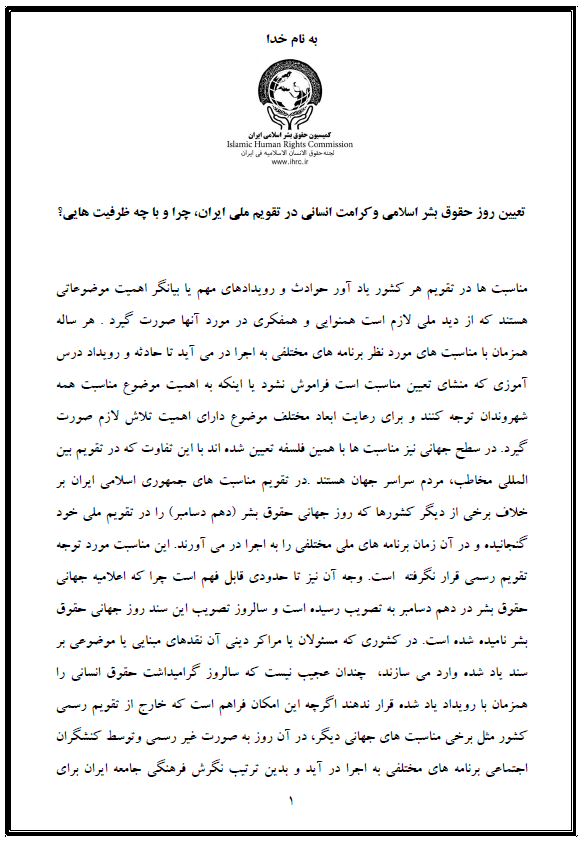 به نام خدا
کمیسیون حقوق بشر اسلامی ایران
Islamic Human Rights Commission
لجنه حقوق الانسان الاسلامیه فی ایران
www.ihrc.ir
تعیین روز حقوق بشر اسلامی وکرامت انسانی در تقویم ملی ایران، چرا و با چه ظرفیت هایی؟
مناسبت ها در تقویم هر کشور یاد آور حوادث و رویدادهای مهم یا بیانگر اهمیت موضوعاتی
هستند که از دید ملی لازم است همنوایی و همفکری در مورد آنها صورت گیرد . هر ساله
همزمان با مناسبت های مورد نظر برنامه های مختلفی به اجرا در می آید تا حادثه و رویداد درس
آموزی که منشای تعیین مناسبت است فراموش نشود یا اینکه به اهمیت موضوع مناسبت همه
شهروندان توجه کنند و برای رعایت ابعاد مختلف موضوع دارای اهمیت تلاش لازم صورت
گیرد. در سطح جهانی نیز مناسبت ها با همین فلسفه تعیین شده اند با این تفاوت که در تقویم بین
المللی مخاطب، مردم سراسر جهان هستند .در تقویم مناسبت های جمهوری اسلامی ایران بر
خلاف برخی از دیگر کشورها که روز جهانی حقوق بشر (دهم دسامبر) را در تقویم ملی خود
گنجانیده و در آن زمان برنامه های ملی مختلفی را به اجرا در می آورند. این مناسبت مورد توجه
تقویم رسمی قرار نگرفته است. وجه آن نیز تا حدودی قابل فهم است چرا که اعلامیه جهانی
حقوق بشر در دهم دسامبر به تصویب رسیده است و سالروز تصویب این سند روز جهانی حقوق
بشر نامیده شده است. در کشوری که مسئولان یا مراکر دینی آن نقدهای مبنایی یا موضوعی بر
سند یاد شده وارد می سازند، چندان عجیب نیست که سالروز گرامیداشت حقوق انسانی را
همزمان با رویداد یاد شده قرار ندهند اگرچه این امکان فراهم است که خارج از تقویم رسمی
کشور مثل برخی مناسبت های جهانی دیگر، در آن روز به صورت غیر رسمی وتوسط کنشگران
اجتماعی برنامه های مختلفی به اجرا در آید و بدین ترتیب نگرش فرهنگی جامعه ایران برای
۱